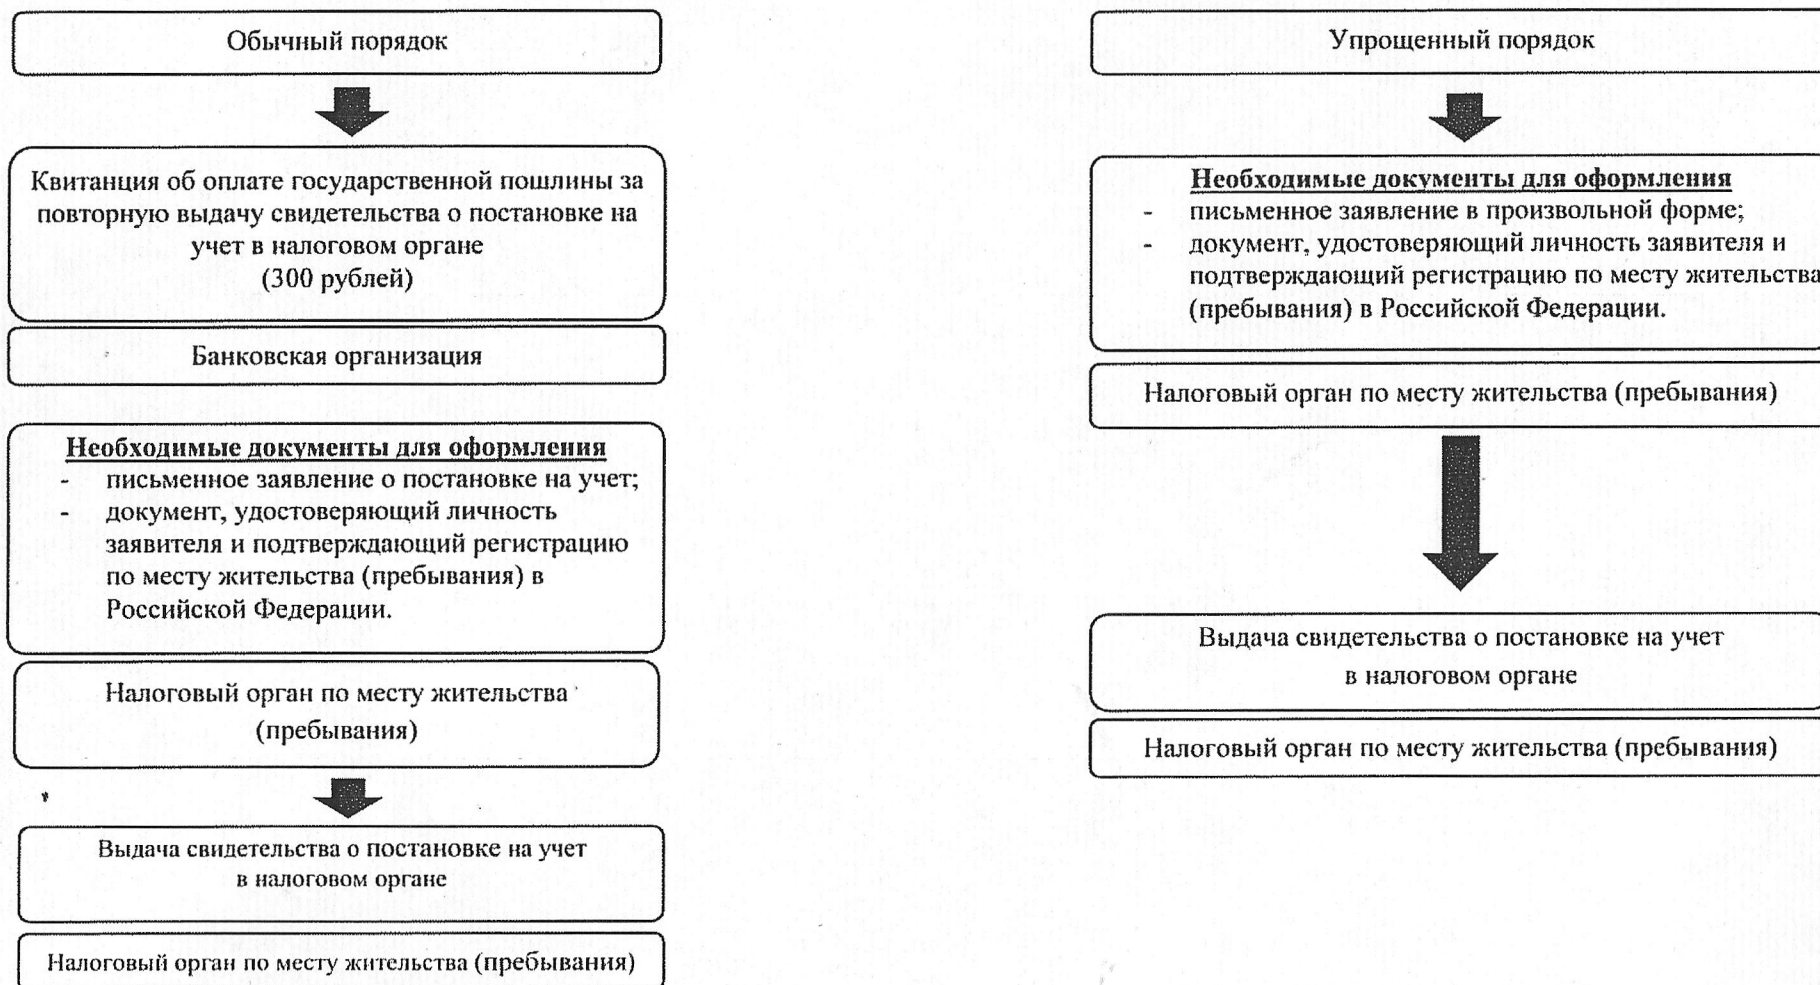 Обычный порядок
Квитанция об оплате государственной пошлины за
повторную выдачу свидетельства о постановке на
учет в налоговом органе
(300 рублей)
Банковская организация
Необходимые документы для оформления
- письменное заявление о постановке на учет;
- документ, удостоверяющий личность
заявителя и подтверждающий регистрацию
по месту жительства (пребывания) в
Российской Федерации.
Налоговый орган по месту жительства
(пребывания)
Выдача свидетельства о постановке на учет
в налоговом органе
Налоговый орган по месту жительства (пребывания)
Упрощенный порядок
Необходимые документы для оформления
- письменное заявление в произвольной форме;
- документ, удостоверяющий личность заявителя и
подтверждающий регистрацию по месту жительства
(пребывания) в Российской Федерации.
Налоговый орган по месту жительства (пребывания)
Выдача свидетельства о постановке на учет
в налоговом органе
Налоговый орган по месту жительства (пребывания)